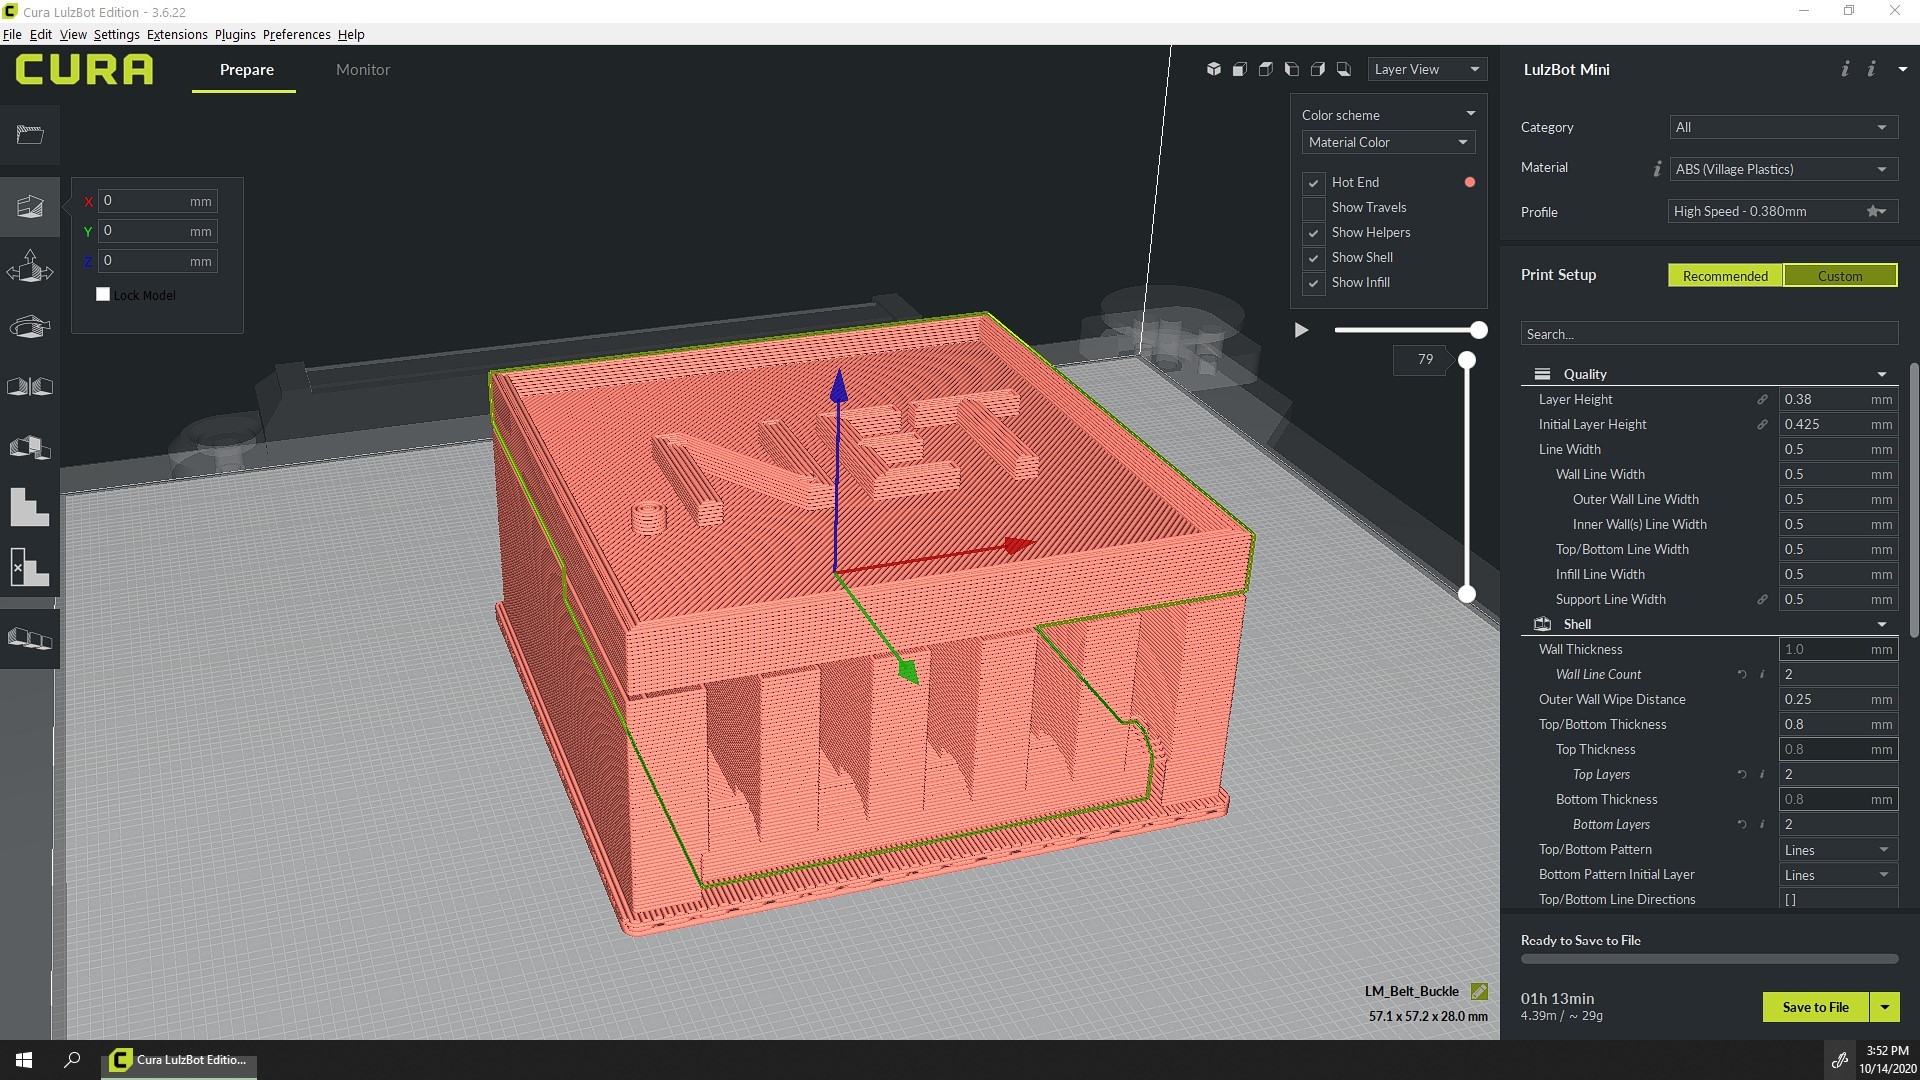 Cura LulzBot Edition - 3.6.22
File Edit View Settings Extensions Plugins Preferences Help
CURA
Prepare Monitor
Layer View
Color scheme
Material Color
Hot End
Show Travels
Show Helpers
Show Shell
Show Infill
79
X 0 mm
Y 0 mm
Z 0 mm
Lock Model
.NET
LM_Belt_Buckle
57.1 x 57.2 x 28.0 mm
LulzBot Mini
Category All
Material ABS (Village Plastics)
Profile High Speed - 0.380mm
Print Setup Recommended Custom
Search...
Quality
Layer Height 0.38 mm
Initial Layer Height 0.425 mm
Line Width 0.5 mm
Wall Line Width 0.5 mm
Outer Wall Line Width 0.5 mm
Inner Wall(s) Line Width 0.5 mm
Top/Bottom Line Width 0.5 mm
Infill Line Width 0.5 mm
Support Line Width 0.5 mm
Shell
Wall Thickness 1.0 mm
Wall Line Count 2
Outer Wall Wipe Distance 0.25 mm
Top/Bottom Thickness 0.8 mm
Top Thickness 0.8 mm
Top Layers 2
Bottom Thickness 0.8 mm
Bottom Layers 2
Top/Bottom Pattern Lines
Bottom Pattern Initial Layer Lines
Top/Bottom Line Directions [ ]
Ready to Save to File
01h 13min
4.39m / ~ 29g
Save to File
Cura LulzBot Editio...
3:52 PM
10/14/2020